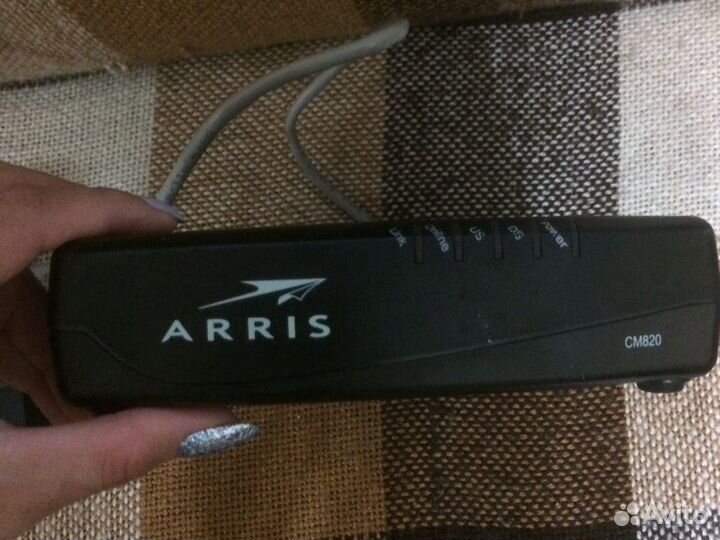 Link Online US DS Power
ARRIS
CM820
Avito